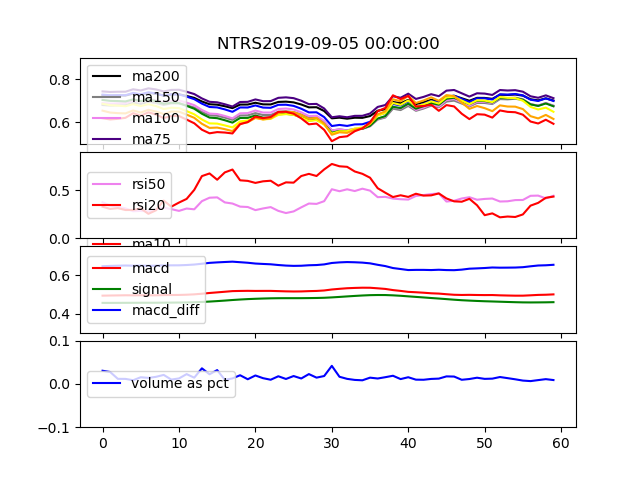 NTRS2019-09-05 00:00:00
0.8
0.6
ma200
ma150
ma100
ma75
0.5
0.0
rsi50
rsi20
ma10
0.6
0.4
macd
signal
macd_diff
0.1
0.0
−0.1
volume as pct
0 10 20 30 40 50 60